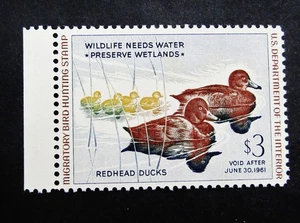 WILDLIFE NEEDS WATER
PRESERVE WETLANDS
MIGRATORY BIRD HUNTING STAMP
U.S. DEPARTMENT OF THE INTERIOR
$3
VOID AFTER
JUNE 30, 1961
REDHEAD DUCKS